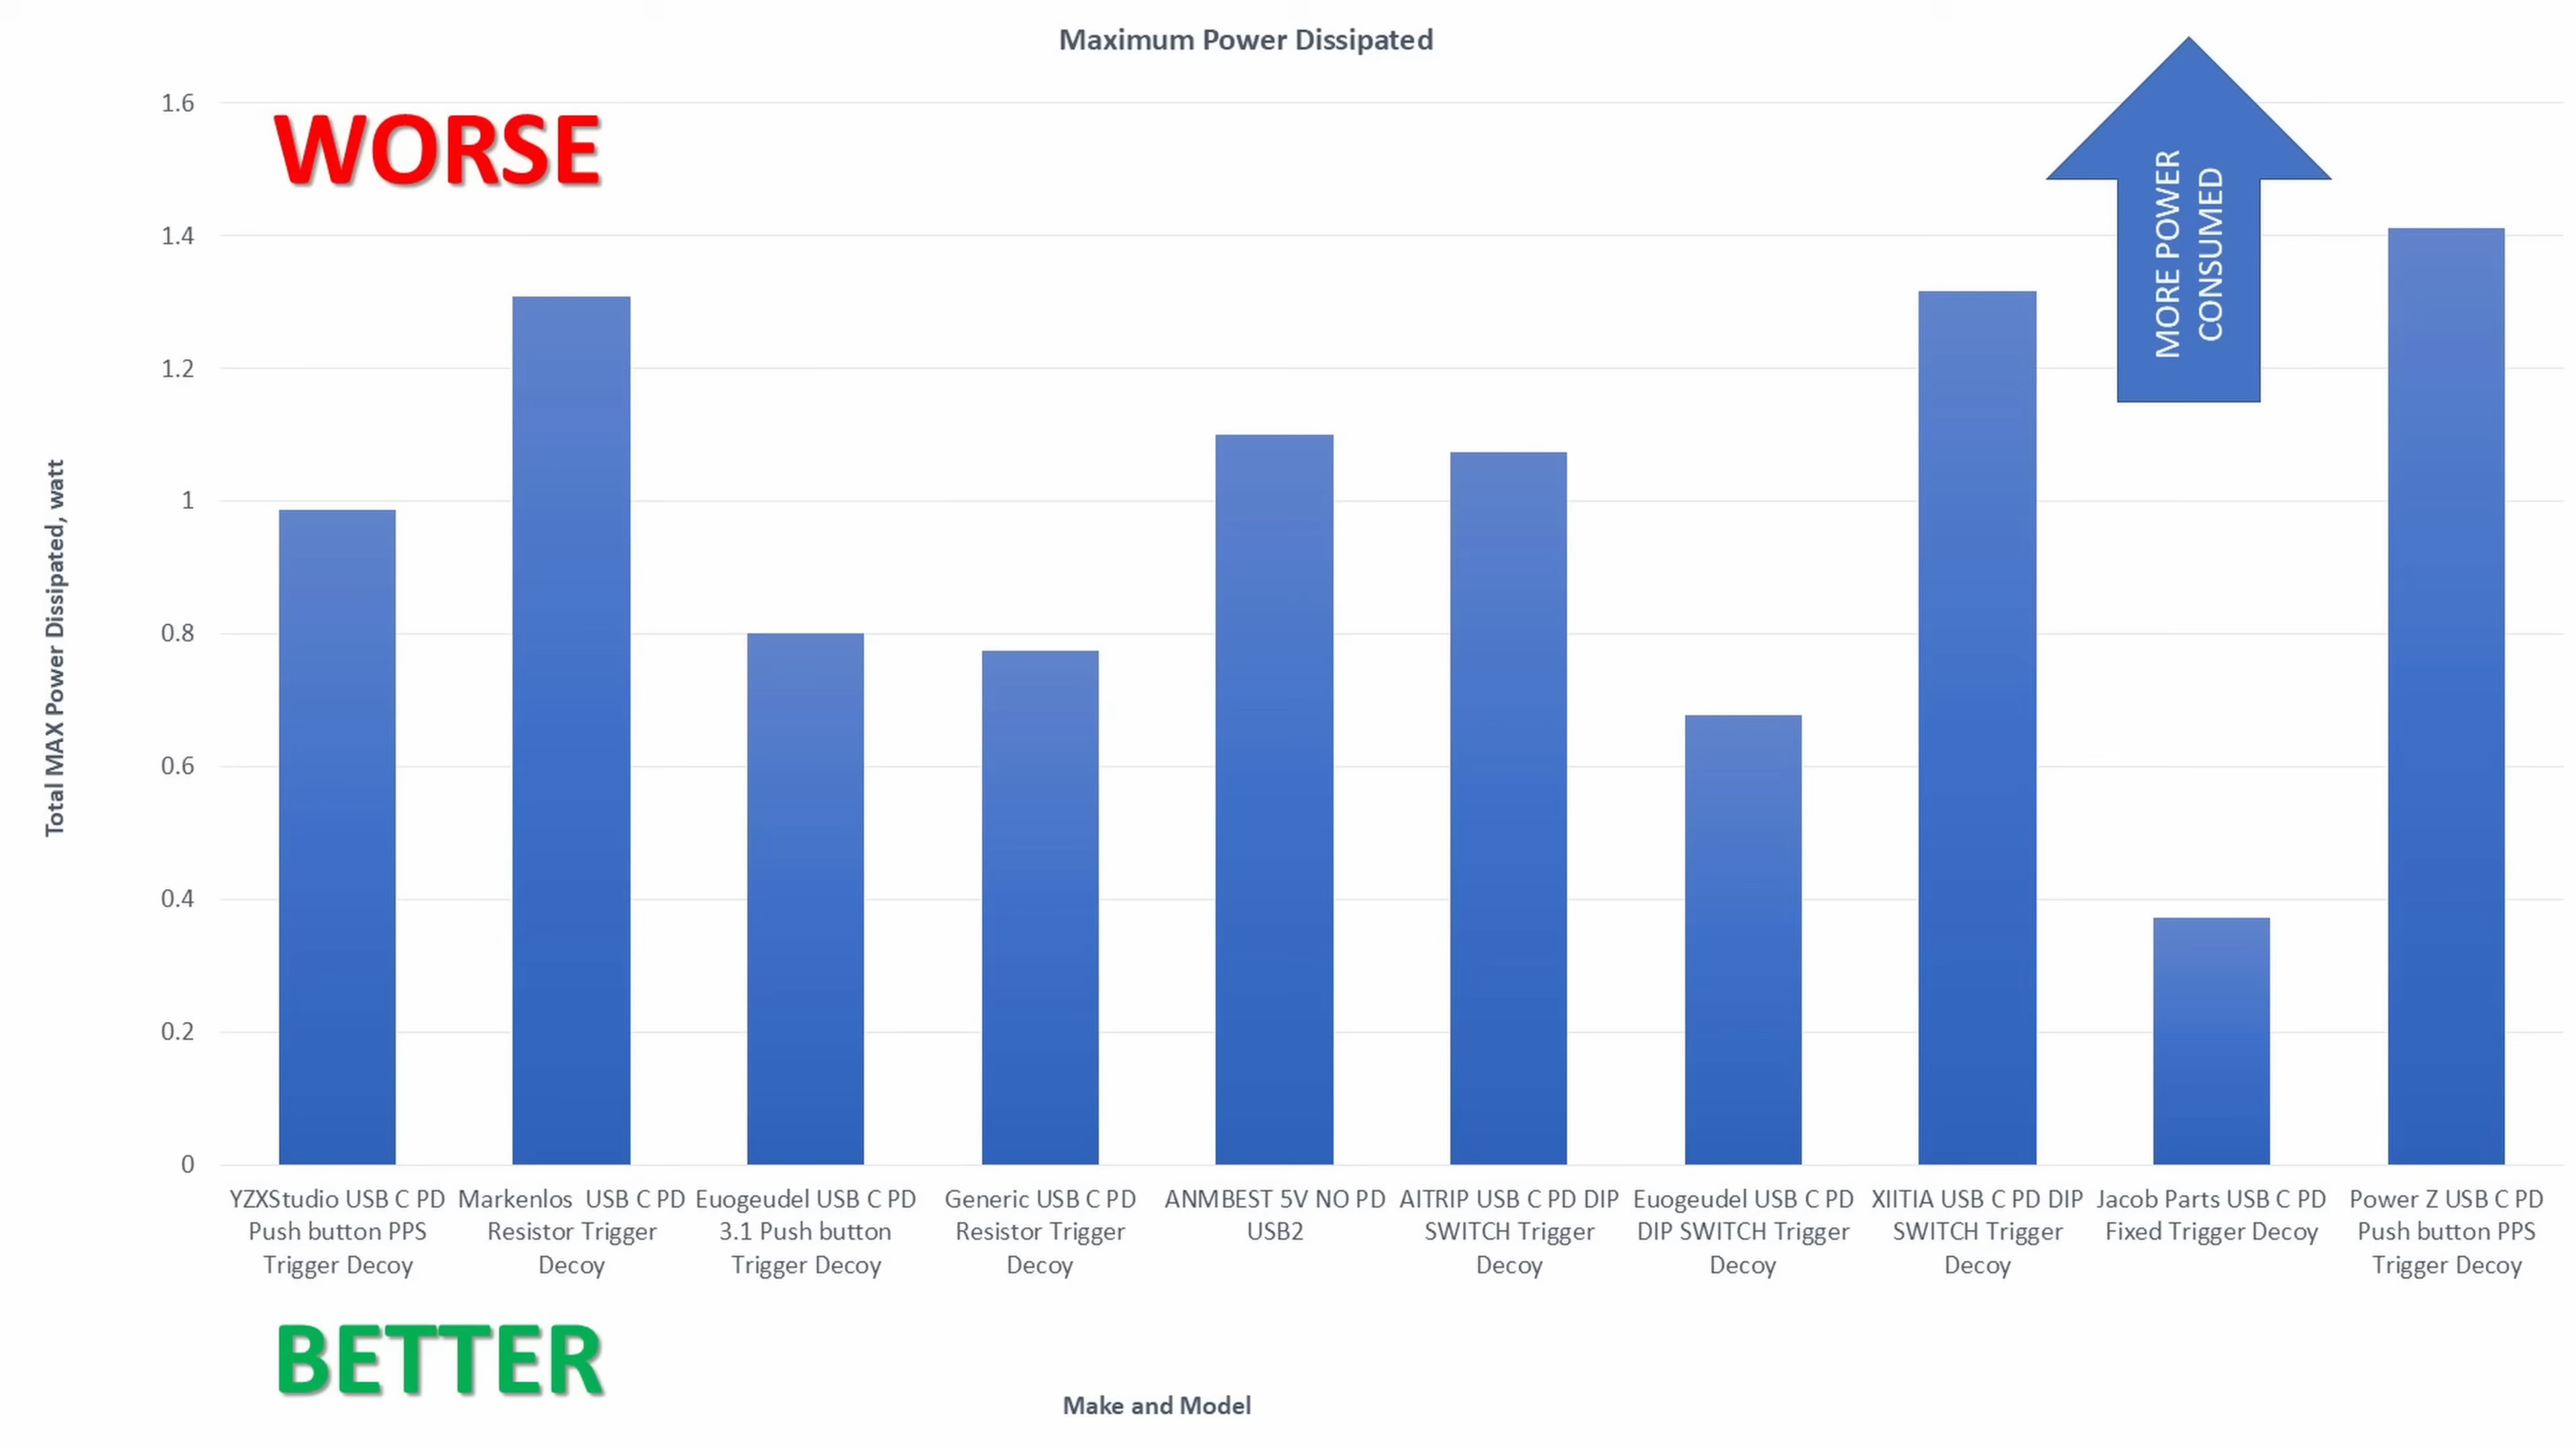 Maximum Power Dissipated
WORSE
MORE POWER
CONSUMED
Total MAX Power Dissipated, watt
1.6
1.4
1.2
1
0.8
0.6
0.4
0.2
0
YZXStudio USB C PD
Push button PPS
Trigger Decoy
Markenlos USB C PD
Resistor Trigger
Decoy
Euogeudel USB C PD
3.1 Push button
Trigger Decoy
Generic USB C PD
Resistor Trigger
Decoy
ANMBEST 5V NO PD
USB2
AITRIP USB C PD DIP
SWITCH Trigger
Decoy
Euogeudel USB C PD
DIP SWITCH Trigger
Decoy
XIITIA USB C PD DIP
SWITCH Trigger
Decoy
Jacob Parts USB C PD
Fixed Trigger Decoy
Power Z USB C PD
Push button PPS
Trigger Decoy
BETTER
Make and Model